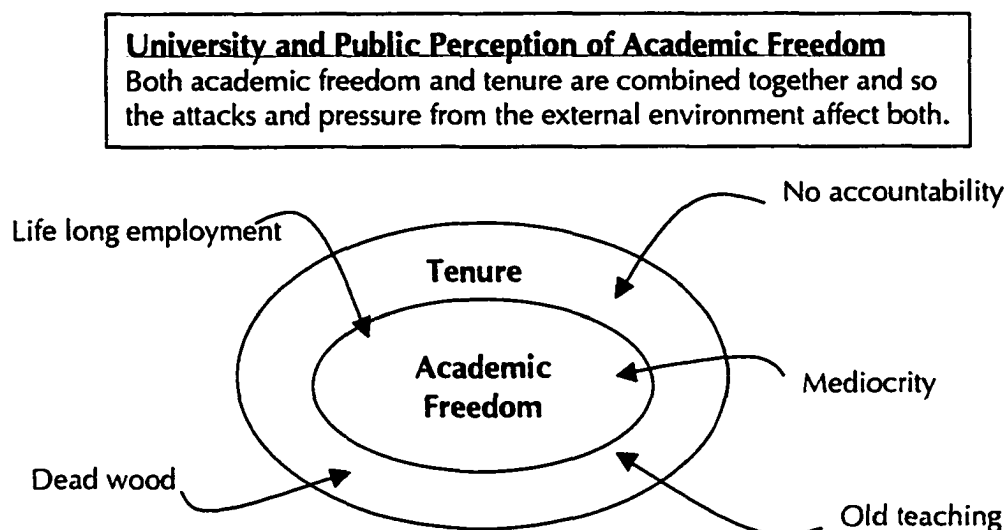 University and Public Perception of Academic Freedom
Both academic freedom and tenure are combined together and so
the attacks and pressure from the external environment affect both.
No accountability
Life long employment
Tenure
Academic
Freedom
Mediocrity
Dead wood
Old teaching